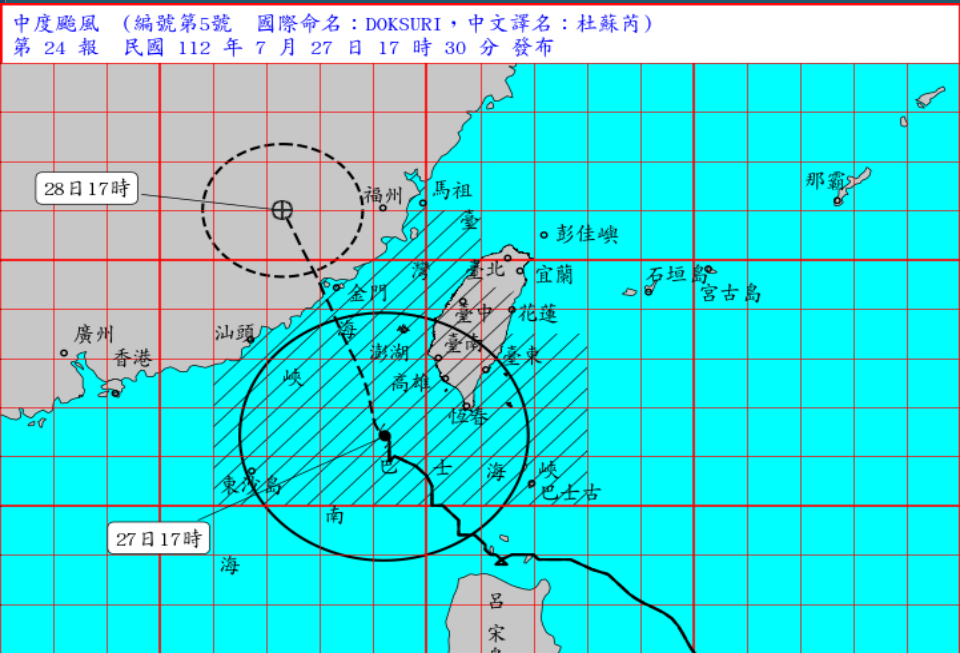 中度颱風 (編號第5號 國際命名:DOKSURI,中文譯名:杜蘇芮)
第 24 報 民國 112 年 7 月 27 日 17 時 30 分 發布
28日17時
福州
馬祖
那霸
臺
彭佳嶼
灣
臺北
宜蘭
石垣島
宮古島
金門
臺中
花蓮
廣州
汕頭
海
香港
澎湖
臺南
臺東
峽
高雄
恆春
巴
士
海
峽
東沙島
巴士古
南
27日17時
海
呂
宋
島